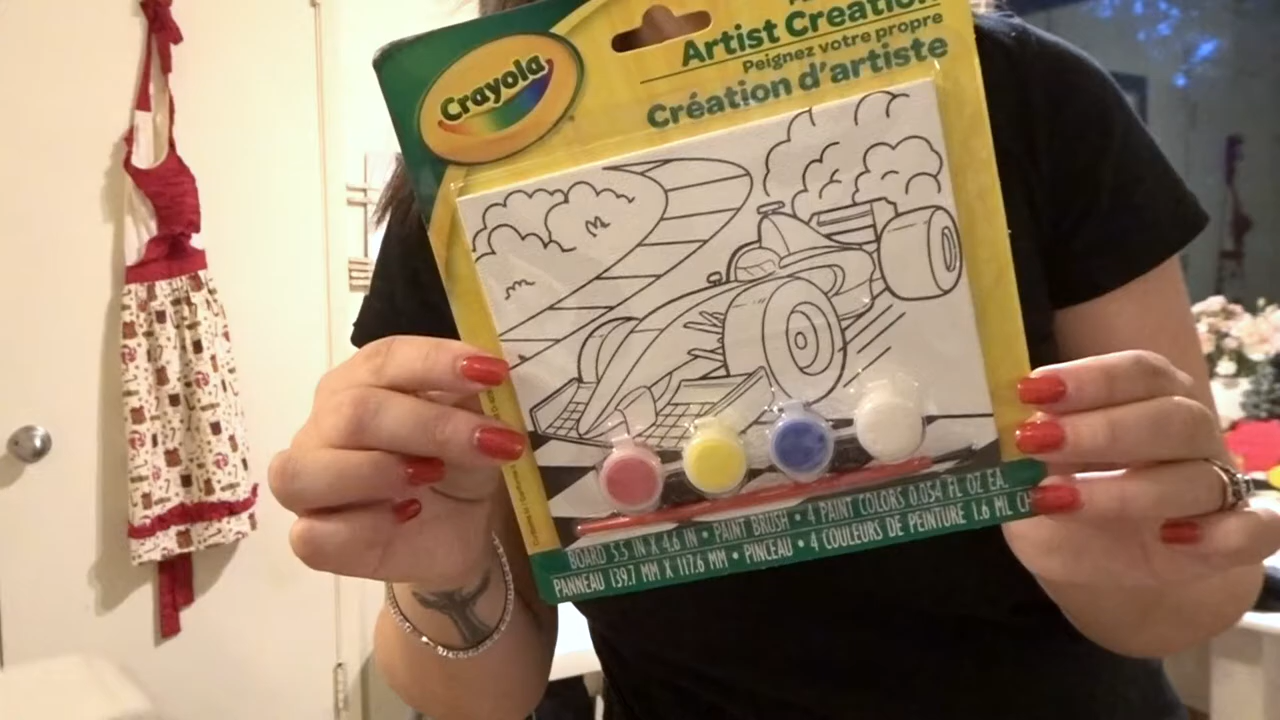 Crayola
Artist Creation
Peignez votre propre
Création d'artiste
BOARD 5.5 IN X 4.6 IN • PAINT BRUSH • 4 PAINT COLORS 0.054 FL OZ EA.
PANNEAU 139.7 MM X 117.6 MM • PINCEAU • 4 COULEURS DE PEINTURE 1.6 ML CH